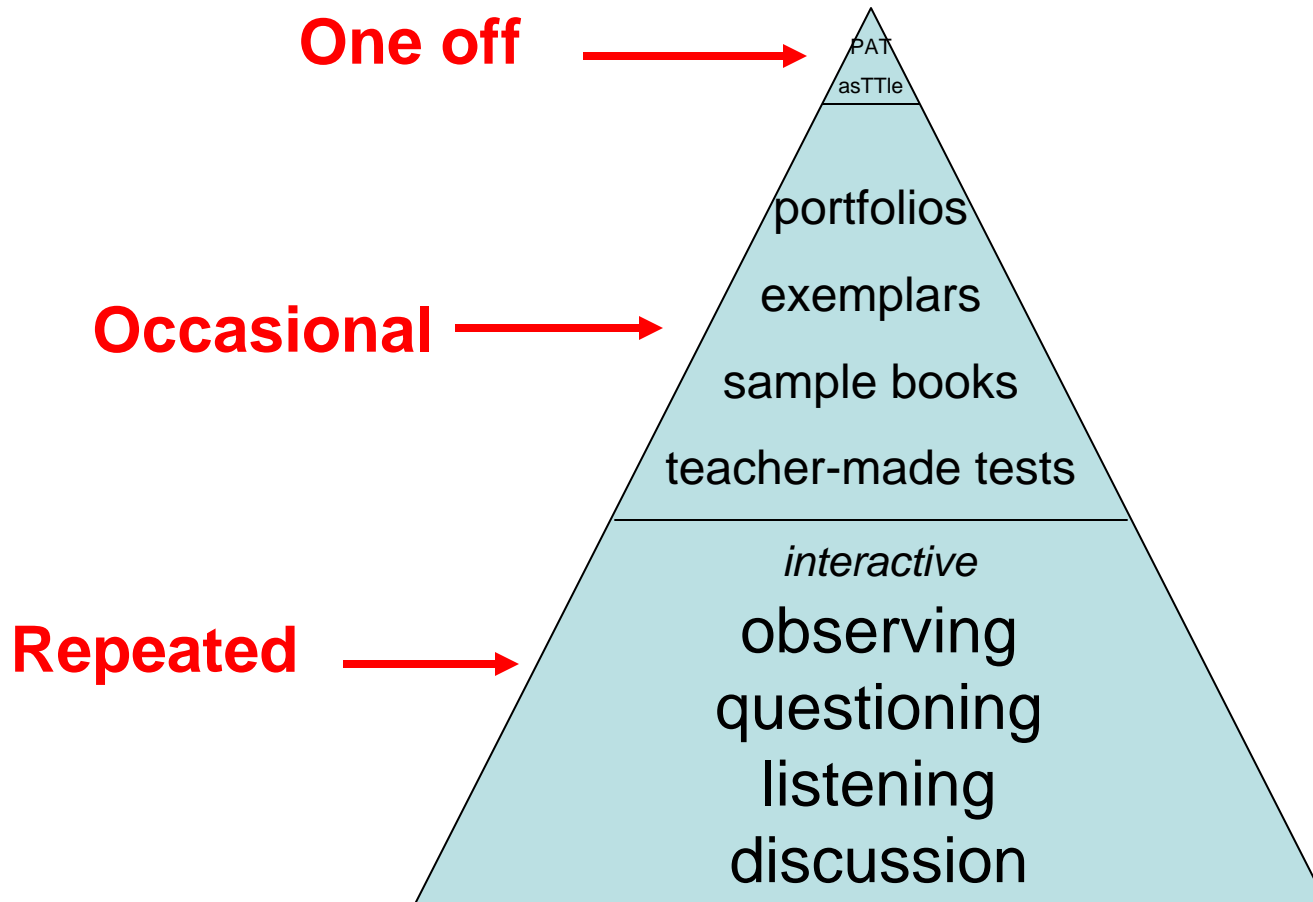 One off
PAT
asTTle
portfolios
exemplars
Occasional
sample books
teacher-made tests
interactive
observing
Repeated
questioning
listening
discussion